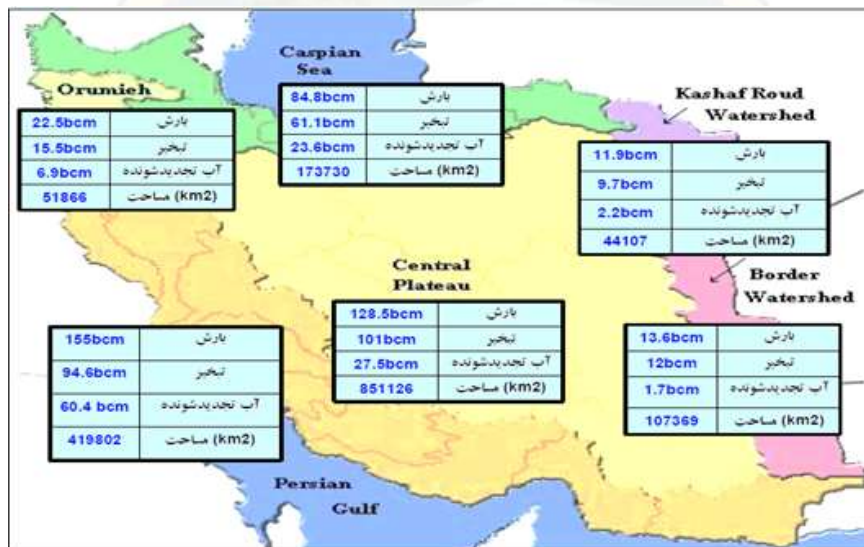 Caspian
Sea
Orumieh
Kashaf Roud
Watershed
بارش 22.5bcm
تبخیر 15.5bcm
آب تجدیدشونده 6.9bcm
مساحت (km2) 51866
بارش 84.8bcm
تبخیر 61.1bcm
آب تجدیدشونده 23.6bcm
مساحت (km2) 173730
بارش 11.9bcm
تبخیر 9.7bcm
آب تجدیدشونده 2.2bcm
مساحت (km2) 44107
Central
Plateau
Border
Watershed
بارش 155bcm
تبخیر 94.6bcm
آب تجدیدشونده 60.4 bcm
مساحت (km2) 419802
بارش 128.5bcm
تبخیر 101bcm
آب تجدیدشونده 27.5bcm
مساحت (km2) 851126
بارش 13.6bcm
تبخیر 12bcm
آب تجدیدشونده 1.7bcm
مساحت (km2) 107369
Persian
Gulf